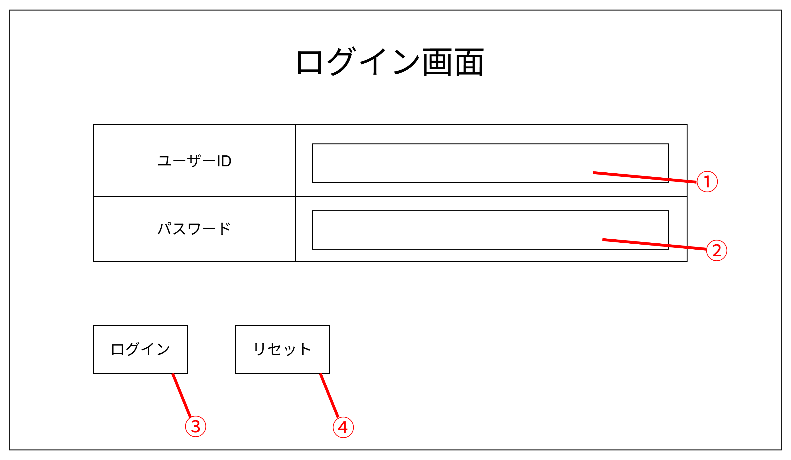 ログイン画面
ユーザーID
①
パスワード
②
ログイン
リセット
③
④